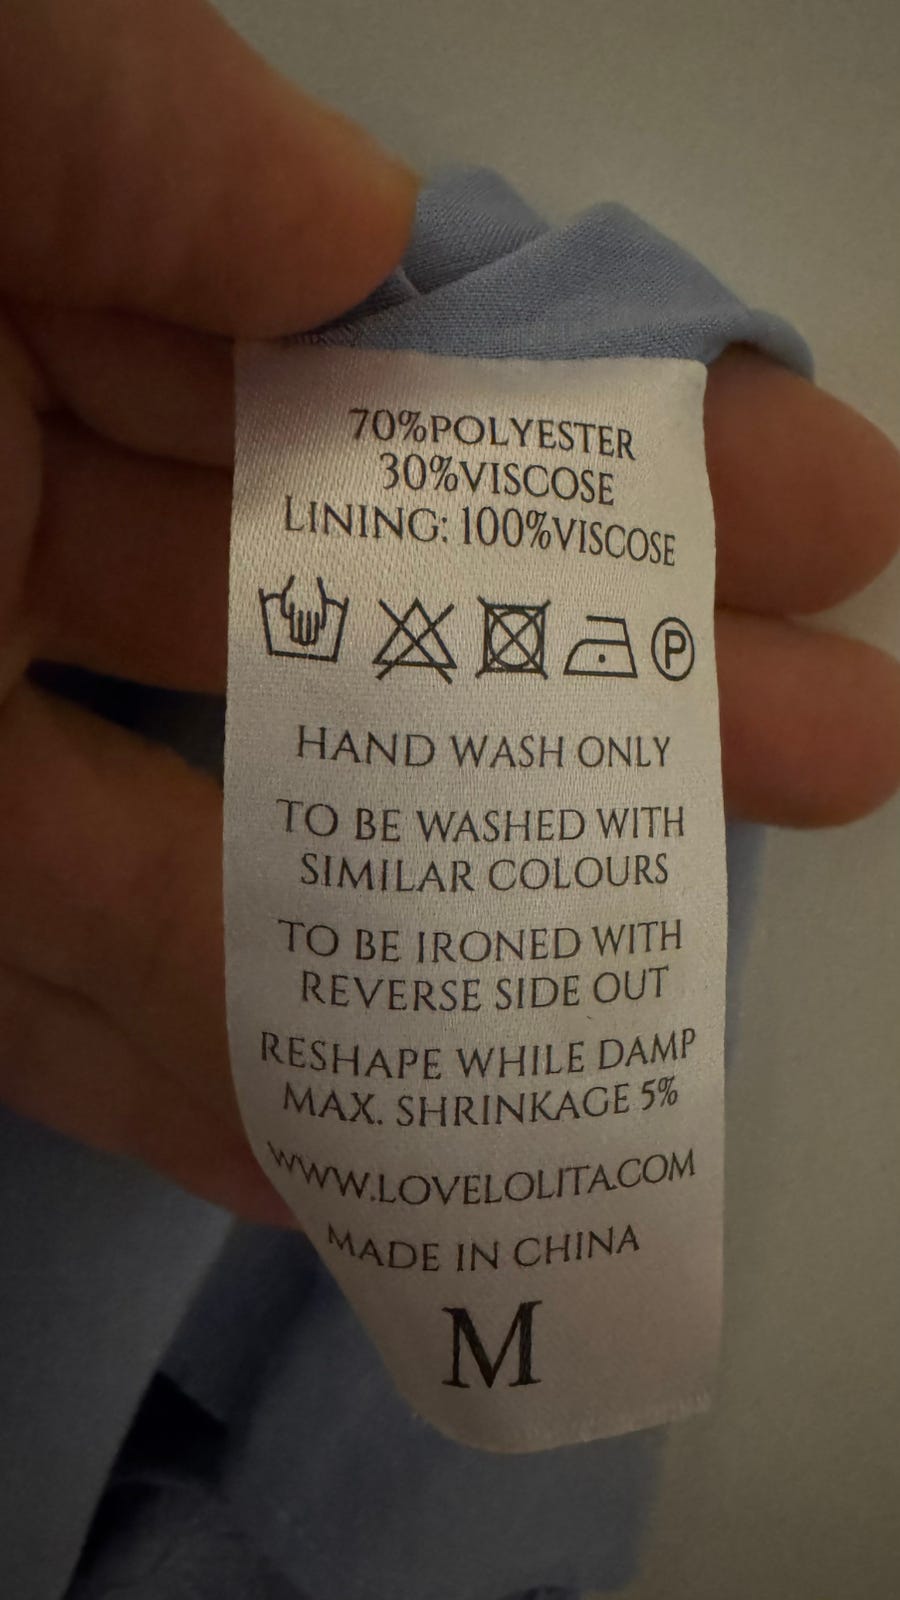 70%POLYESTER
30%VISCOSE
LINING: 100%VISCOSE
P
HAND WASH ONLY
TO BE WASHED WITH
SIMILAR COLOURS
TO BE IRONED WITH
REVERSE SIDE OUT
RESHAPE WHILE DAMP
MAX. SHRINKAGE 5%
WWW.LOVELOLITA.COM
MADE IN CHINA
M